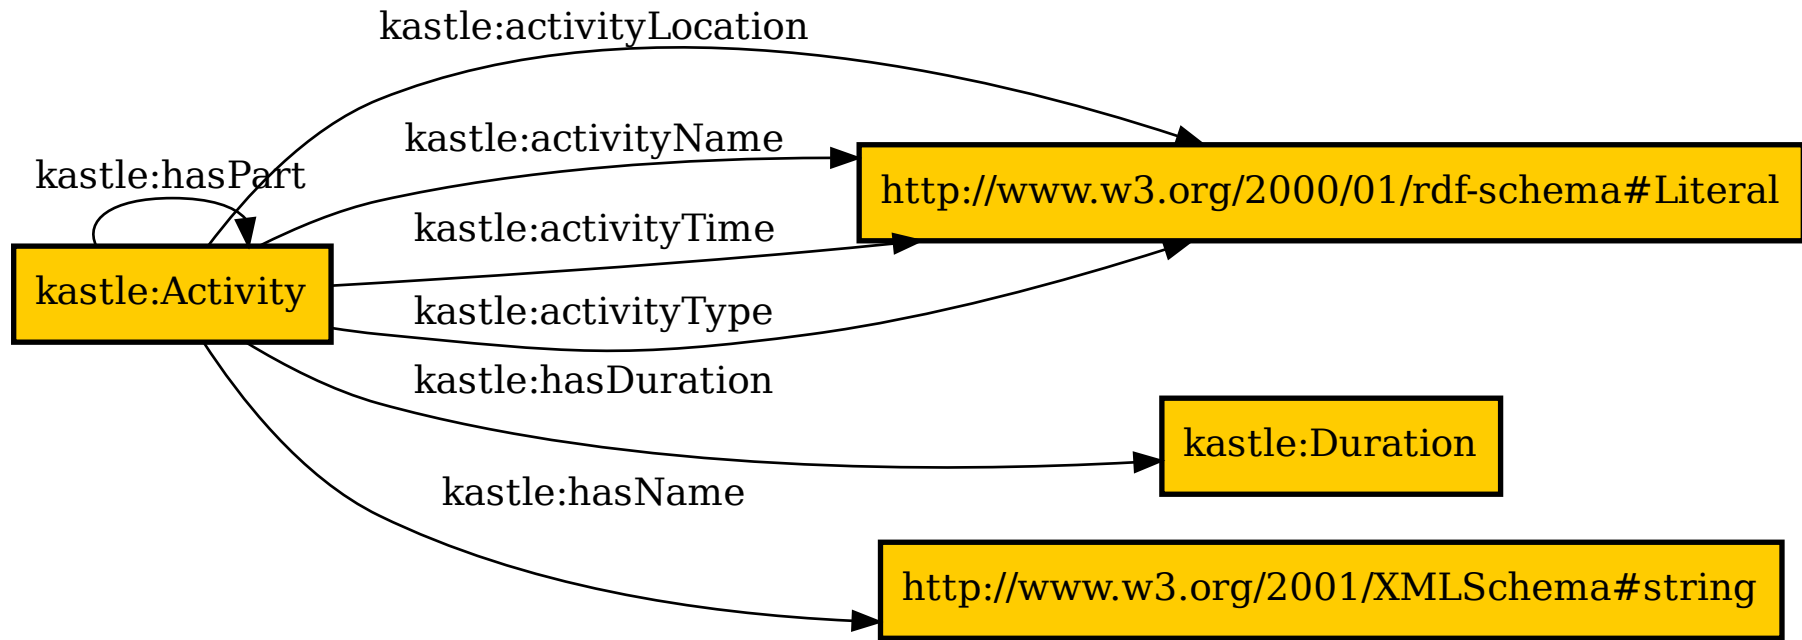 kastle:activityLocation
kastle:activityName
kastle:hasPart
http://www.w3.org/2000/01/rdf-schema#Literal
kastle:activityTime
kastle:Activity
kastle:activityType
kastle:hasDuration
kastle:Duration
kastle:hasName
http://www.w3.org/2001/XMLSchema#string